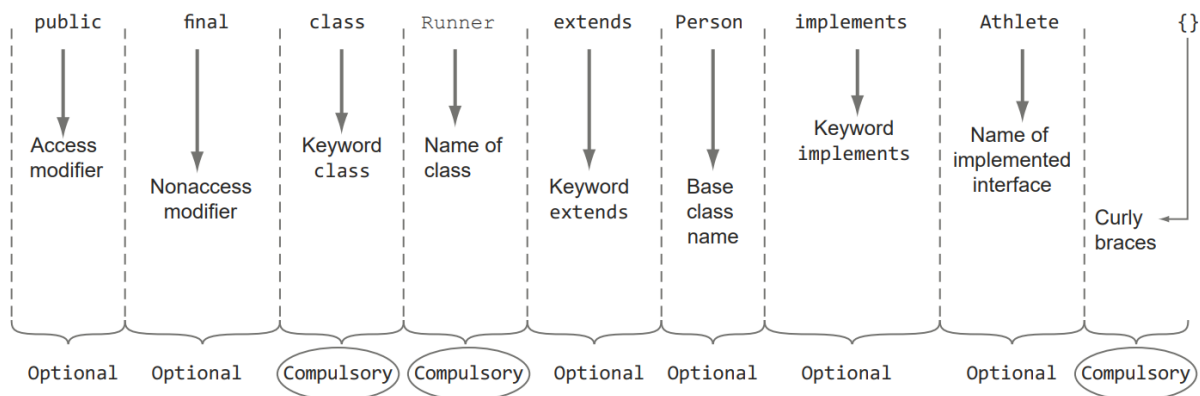 public final class Runner extends Person implements Athlete {}
Access
modifier
Nonaccess
modifier
Keyword
class
Name of
class
Keyword
extends
Base
class
name
Keyword
implements
Name of
implemented
interface
Curly
braces
Optional Optional Compulsory Compulsory Optional Optional Optional Optional Compulsory